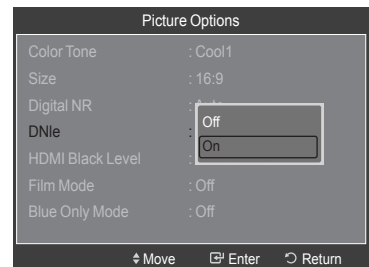 Picture Options
Color Tone : Cool1
Size : 16:9
Digital NR :
DNIe :
Off
On
HDMI Black Level :
Film Mode : Off
Blue Only Mode : Off
Move Enter Return